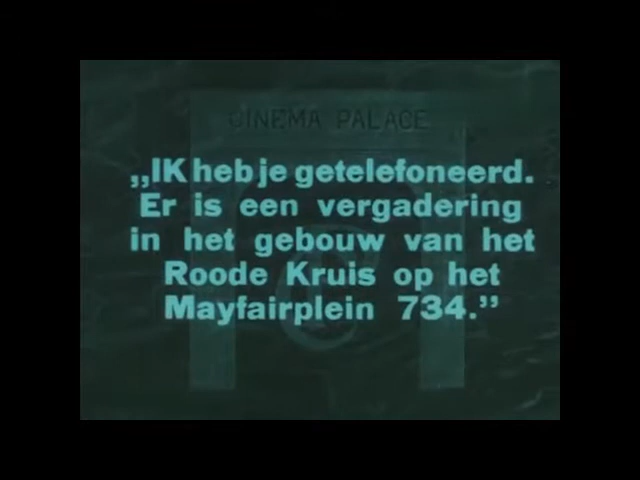 CINEMA PALACE
„IK heb je getelefoneerd.
Er is een vergadering
in het gebouw van het
Roode Kruis op het
Mayfairplein 734.”